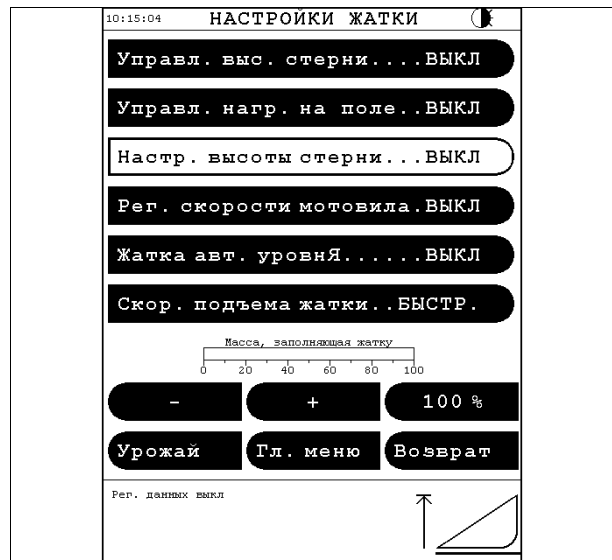 10:15:04 НАСТРОЙКИ ЖАТКИ
Управл. выс. стерни....ВЫКЛ
Управл. нагр. на поле..ВЫКЛ
Настр. высоты стерни...ВЫКЛ
Рег. скорости мотовила.ВЫКЛ
Жатка авт. уровнЯ......ВЫКЛ
Скор. подъема жатки..БЫСТР.
Масса, заполняющая жатку
0 20 40 60 80 100
- + 100 %
Урожай Гл. меню Возврат
Рег. данных выкл